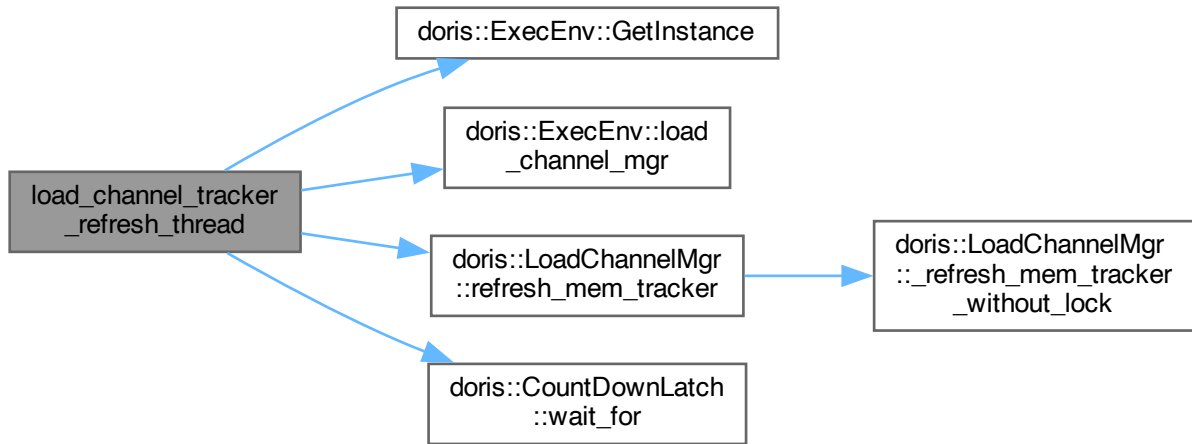 doris::ExecEnv::GetInstance
doris::ExecEnv::load
_channel_mgr
load_channel_tracker
_refresh_thread
doris::LoadChannelMgr
::refresh_mem_tracker
doris::LoadChannelMgr
::_refresh_mem_tracker
_without_lock
doris::CountDownLatch
::wait_for